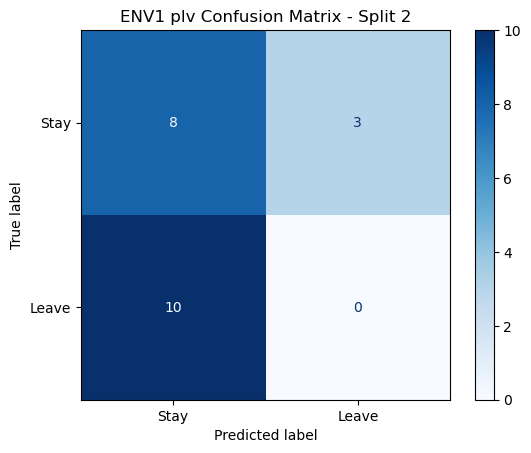 ENV1 plv Confusion Matrix - Split 2
True label
Stay
8
3
Leave
10
0
Stay
Leave
Predicted label
10
8
6
4
2
0